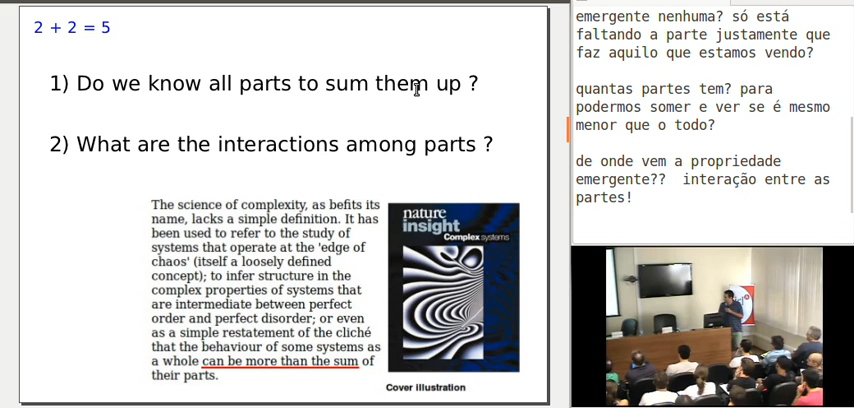 2 + 2 = 5
1) Do we know all parts to sum them up ?
2) What are the interactions among parts ?
The science of complexity, as befits its
name, lacks a simple definition. It has
been used to refer to the study of
systems that operate at the 'edge of
chaos' (itself a loosely defined
concept); to infer structure in the
complex properties of systems that
are intermediate between perfect
order and perfect disorder; or even
as a simple restatement of the cliché
that the behaviour of some systems as
a whole can be more than the sum of
their parts.
nature
insight
Complex systems
Cover illustration
emergente nenhuma? só está
faltando a parte justamente que
faz aquilo que estamos vendo?
quantas partes tem? para
podermos somer e ver se é mesmo
menor que o todo?
de onde vem a propriedade
emergente?? interação entre as
partes!